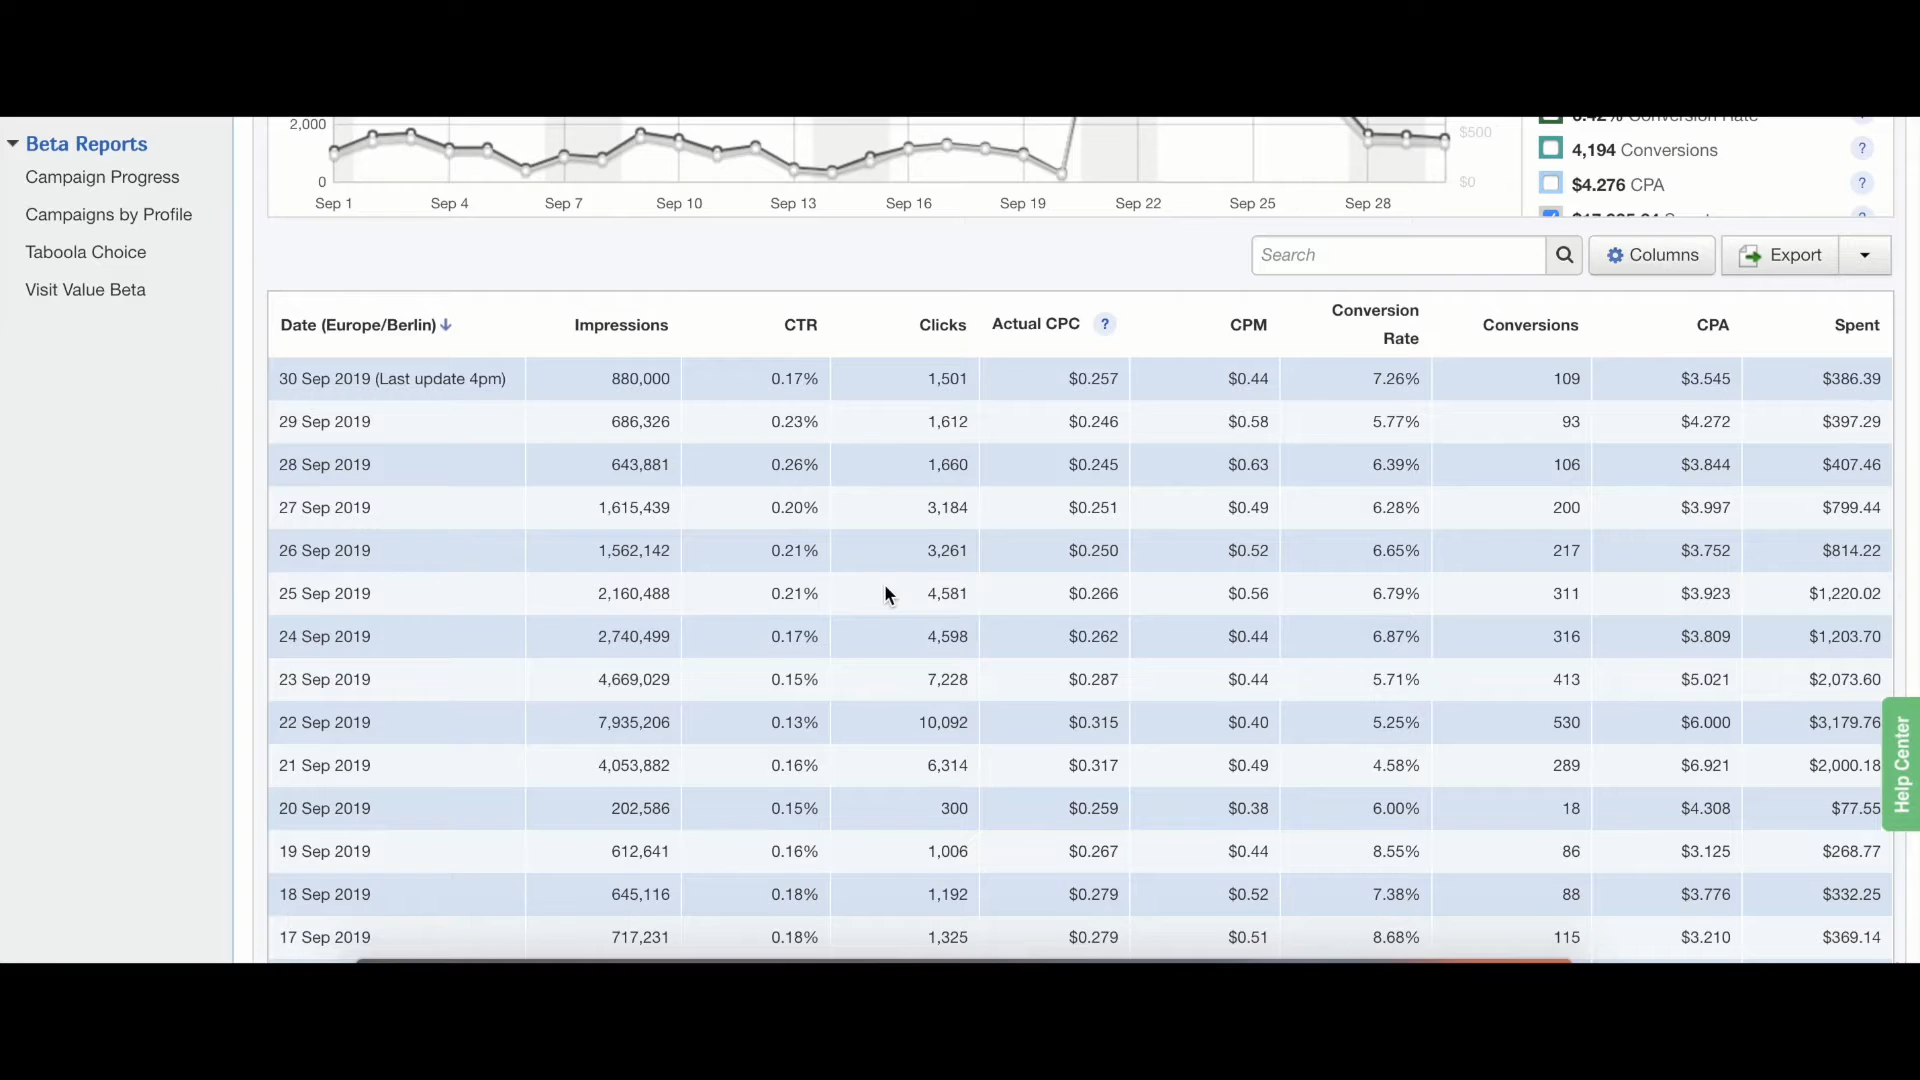 2,000
$500
0
$0
Sep 1 Sep 4 Sep 7 Sep 10 Sep 13 Sep 16 Sep 19 Sep 22 Sep 25 Sep 28
Conversion Rate
4,194 Conversions ?
$4.276 CPA ?
Beta Reports
Campaign Progress
Campaigns by Profile
Taboola Choice
Visit Value Beta
Search Columns Export
Date (Europe/Berlin) Impressions CTR Clicks Actual CPC ? CPM Conversion Rate Conversions CPA Spent
30 Sep 2019 (Last update 4pm) 880,000 0.17% 1,501 $0.257 $0.44 7.26% 109 $3.545 $386.39
29 Sep 2019 686,326 0.23% 1,612 $0.246 $0.58 5.77% 93 $4.272 $397.29
28 Sep 2019 643,881 0.26% 1,660 $0.245 $0.63 6.39% 106 $3.844 $407.46
27 Sep 2019 1,615,439 0.20% 3,184 $0.251 $0.49 6.28% 200 $3.997 $799.44
26 Sep 2019 1,562,142 0.21% 3,261 $0.250 $0.52 6.65% 217 $3.752 $814.22
25 Sep 2019 2,160,488 0.21% 4,581 $0.266 $0.56 6.79% 311 $3.923 $1,220.02
24 Sep 2019 2,740,499 0.17% 4,598 $0.262 $0.44 6.87% 316 $3.809 $1,203.70
23 Sep 2019 4,669,029 0.15% 7,228 $0.287 $0.44 5.71% 413 $5.021 $2,073.60
22 Sep 2019 7,935,206 0.13% 10,092 $0.315 $0.40 5.25% 530 $6.000 $3,179.76
21 Sep 2019 4,053,882 0.16% 6,314 $0.317 $0.49 4.58% 289 $6.921 $2,000.18
20 Sep 2019 202,586 0.15% 300 $0.259 $0.38 6.00% 18 $4.308 $77.55
19 Sep 2019 612,641 0.16% 1,006 $0.267 $0.44 8.55% 86 $3.125 $268.77
18 Sep 2019 645,116 0.18% 1,192 $0.279 $0.52 7.38% 88 $3.776 $332.25
17 Sep 2019 717,231 0.18% 1,325 $0.279 $0.51 8.68% 115 $3.210 $369.14
Help Center